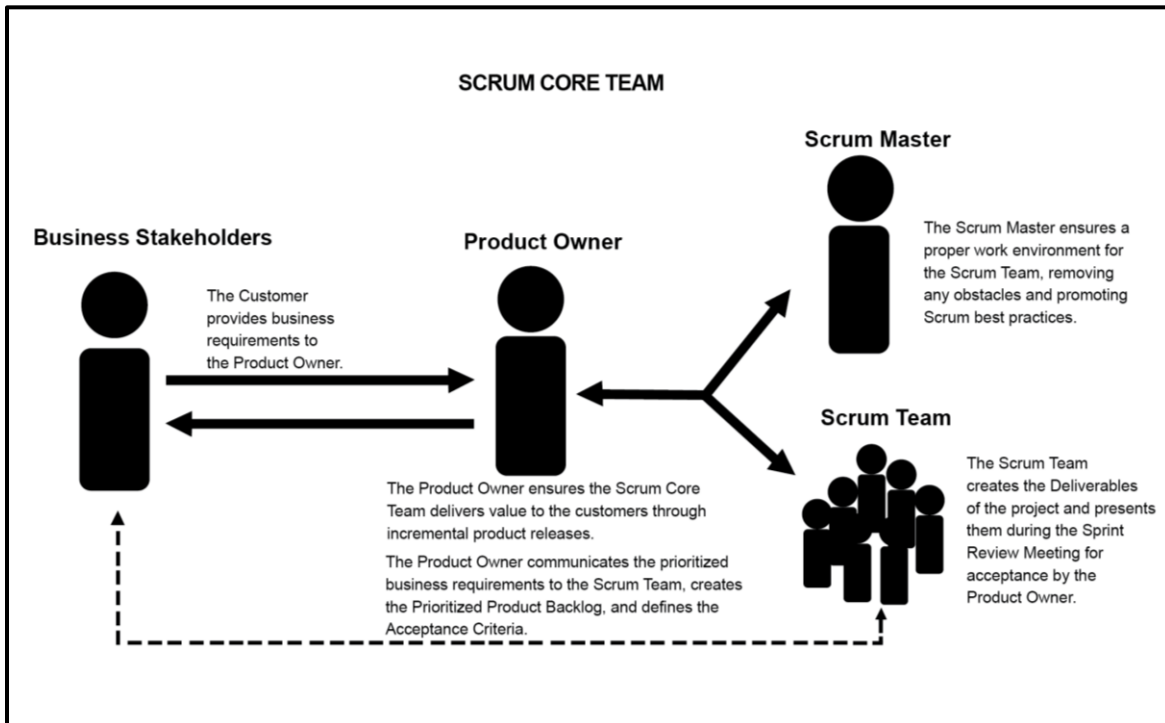 SCRUM CORE TEAM
Scrum Master
The Scrum Master ensures a
proper work environment for
the Scrum Team, removing
any obstacles and promoting
Scrum best practices.
Business Stakeholders
The Customer
provides business
requirements to
the Product Owner.
Product Owner
The Product Owner ensures the Scrum Core
Team delivers value to the customers through
incremental product releases.
The Product Owner communicates the prioritized
business requirements to the Scrum Team, creates
the Prioritized Product Backlog, and defines the
Acceptance Criteria.
Scrum Team
The Scrum Team
creates the Deliverables
of the project and presents
them during the Sprint
Review Meeting for
acceptance by the
Product Owner.